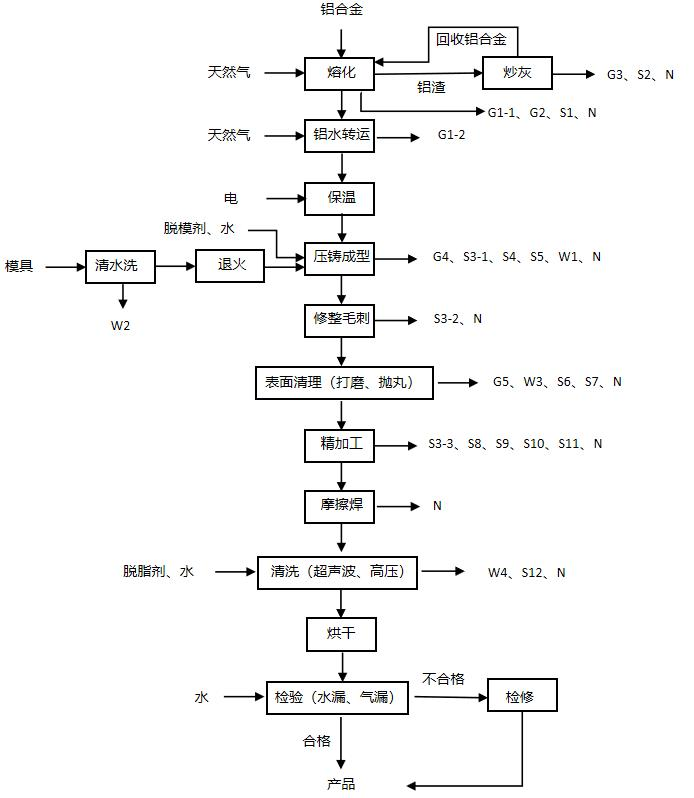 铝合金
回收铝合金
天然气
熔化
炒灰
G3、S2、N
铝渣
G1-1、G2、S1、N
天然气
铝水转运
G1-2
电
保温
脱模剂、水
模具
清水洗
退火
压铸成型
G4、S3-1、S4、S5、W1、N
W2
修整毛刺
S3-2、N
表面清理（打磨、抛丸）
G5、W3、S6、S7、N
精加工
S3-3、S8、S9、S10、S11、N
摩擦焊
N
脱脂剂、水
清洗（超声波、高压）
W4、S12、N
烘干
水
检验（水漏、气漏）
不合格
检修
合格
产品